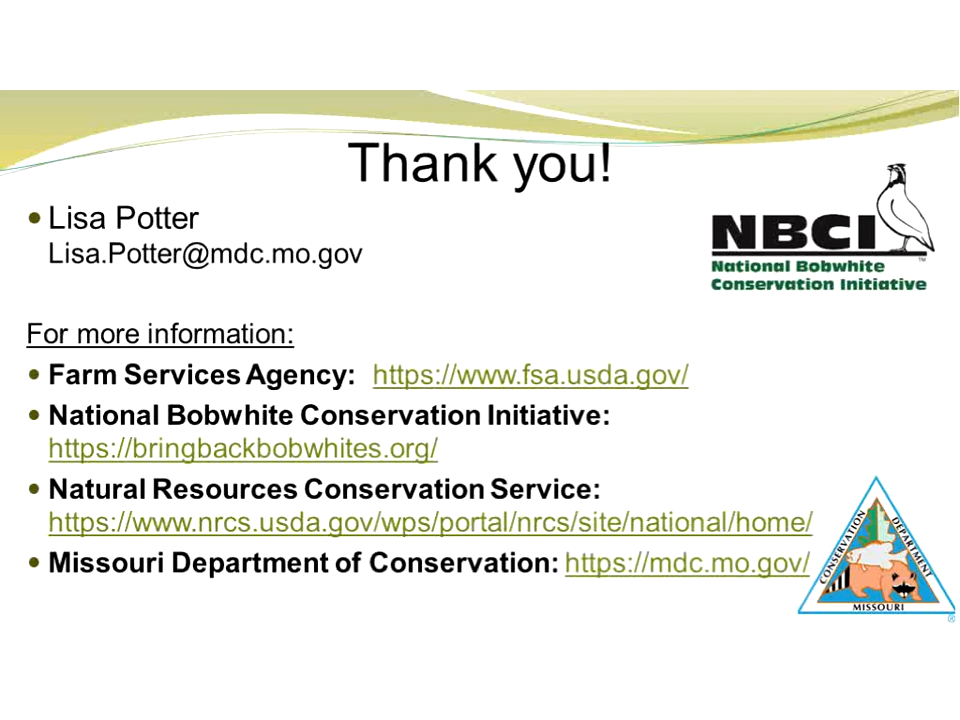 Thank you!
Lisa Potter
Lisa.Potter@mdc.mo.gov
NBCI
TM
National Bobwhite
Conservation Initiative
For more information:
Farm Services Agency: https://www.fsa.usda.gov/
National Bobwhite Conservation Initiative:
https://bringbackbobwhites.org/
Natural Resources Conservation Service:
https://www.nrcs.usda.gov/wps/portal/nrcs/site/national/home/
Missouri Department of Conservation: https://mdc.mo.gov/
CONSERVATION
DEPARTMENT
MISSOURI
®